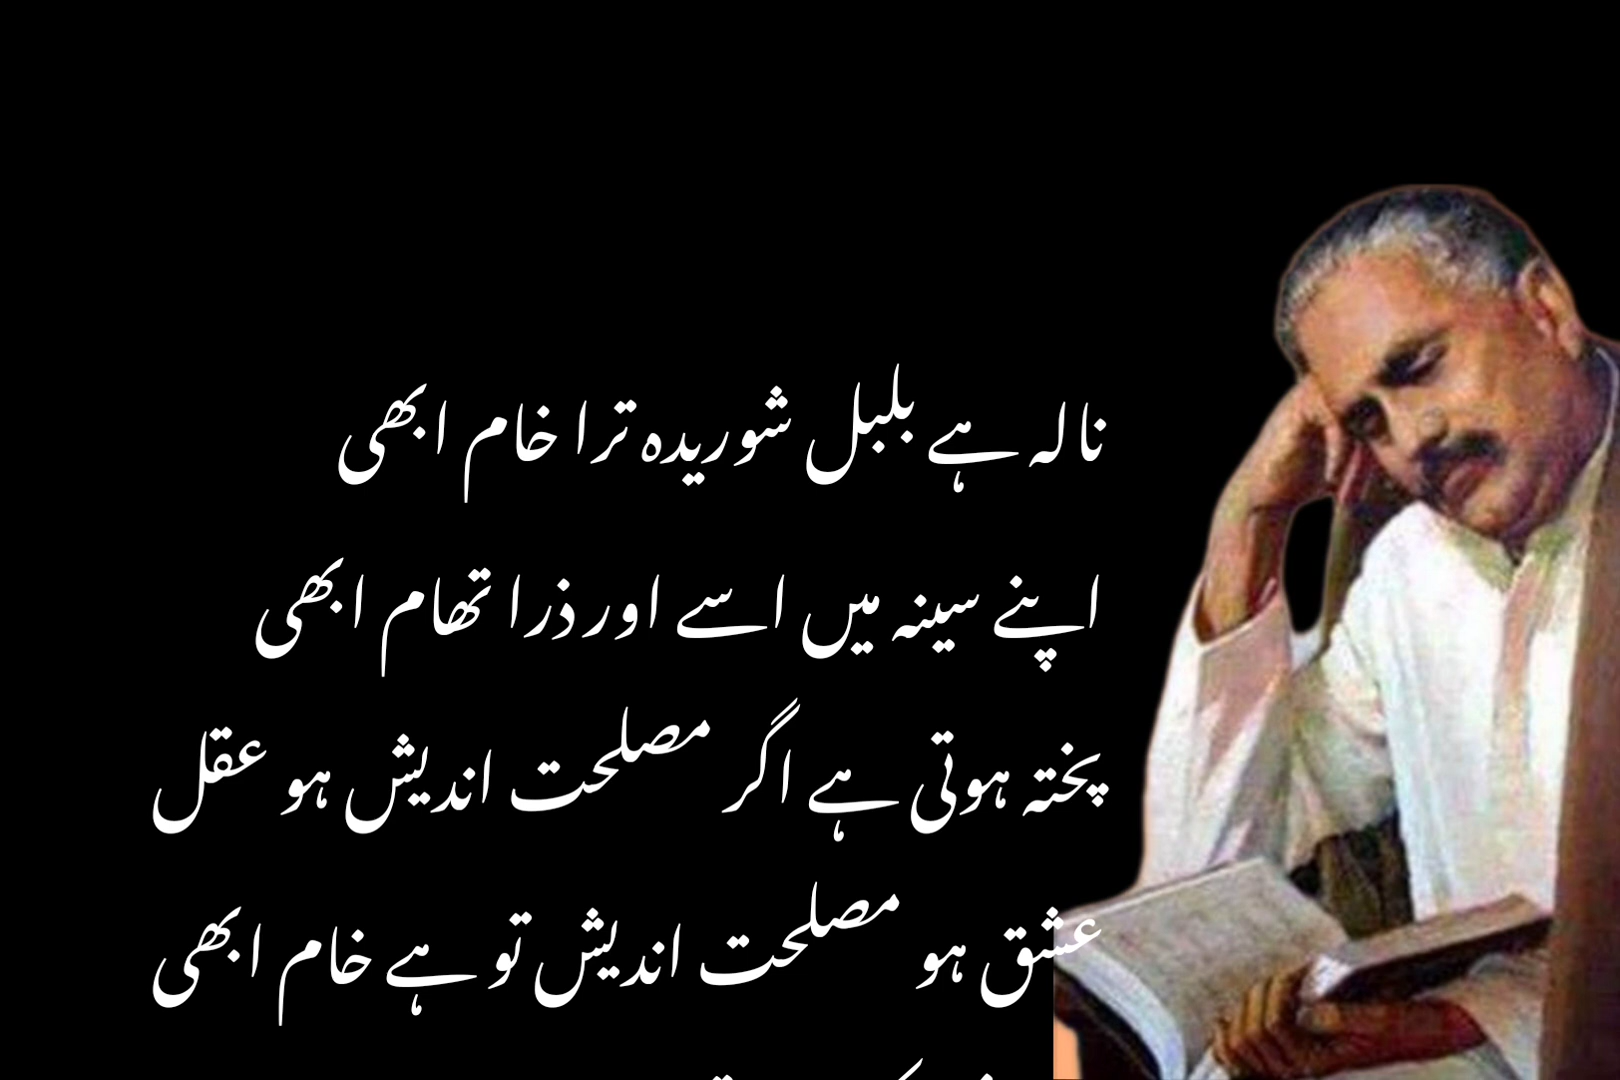 نالہ ہے بلبل شوریدہ ترا خام ابھی
اپنے سینہ میں اسے اور ذرا تھام ابھی
پختہ ہوتی ہے اگر مصلحت اندیش ہو عقل
عشق ہو مصلحت اندیش تو ہے خام ابھی